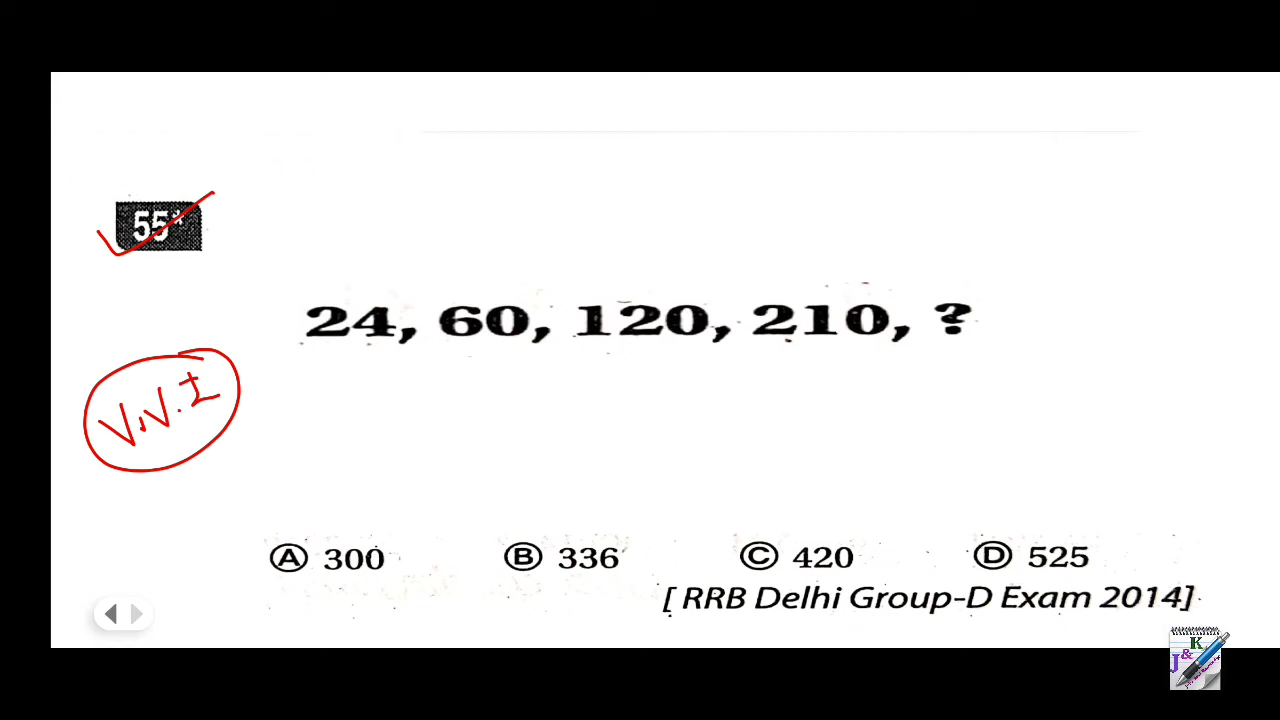 55*
24, 60, 120, 210, ?
V.V.I
Ⓐ 300 Ⓑ 336 Ⓒ 420 Ⓓ 525
[ RRB Delhi Group-D Exam 2014]
J&K